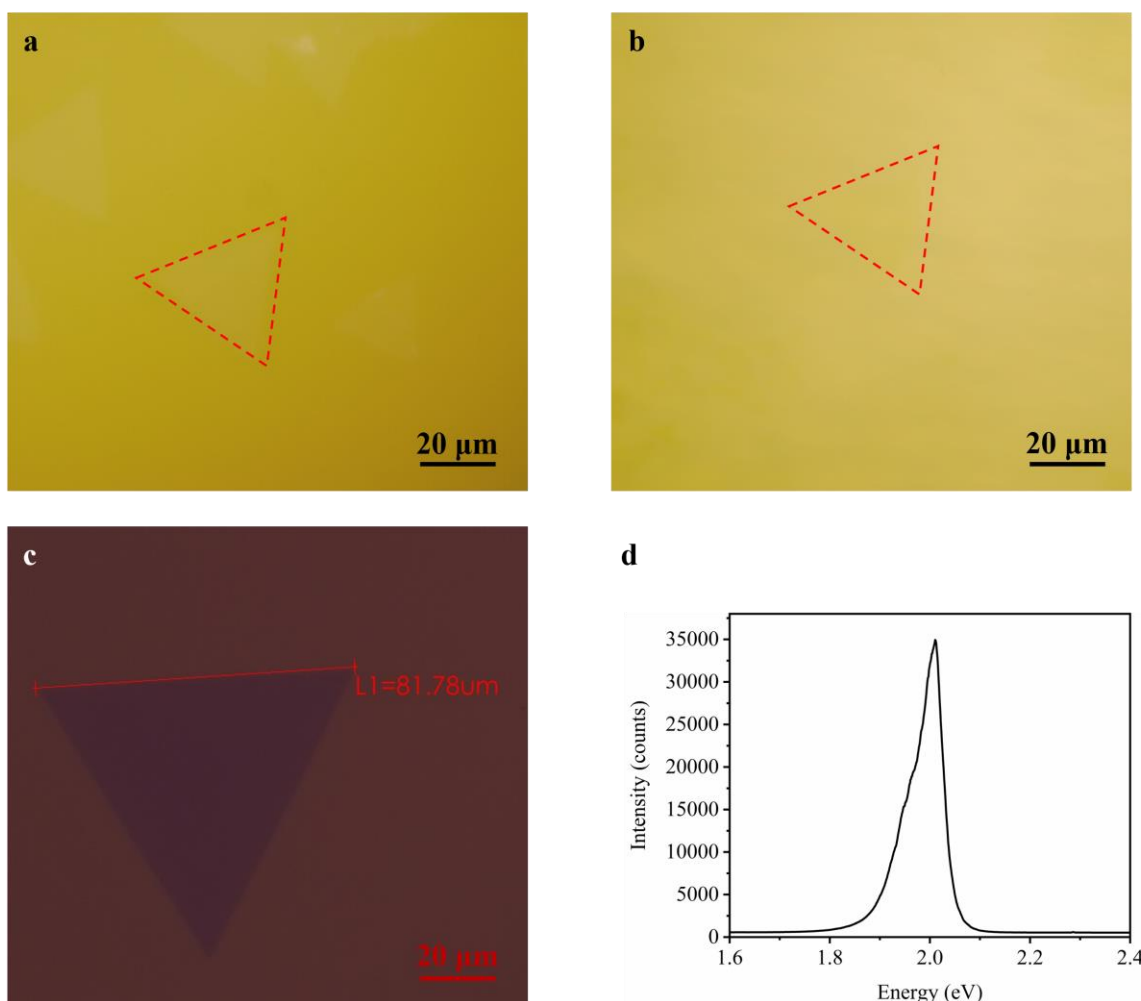 a
20 μm
b
20 μm
c
L1=81.78um
20 μm
d
35000
30000
25000
20000
15000
10000
5000
0
1.6
1.8
2.0
2.2
2.4
Intensity (counts)
Energy (eV)